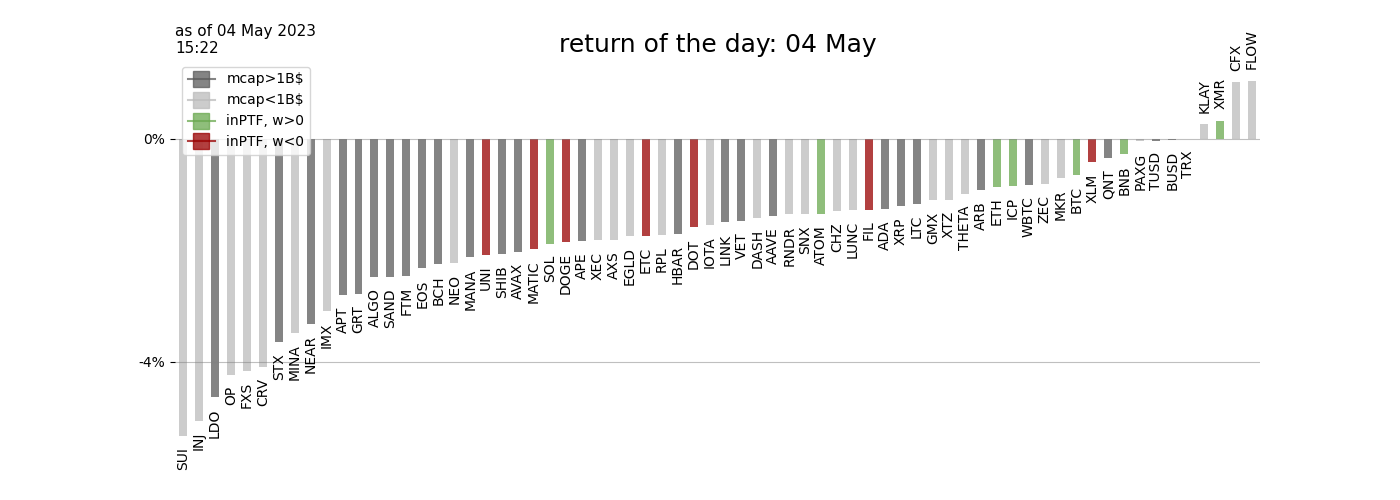 as of 04 May 2023
15:22
return of the day: 04 May
mcap>1B$
mcap<1B$
inPTF, w>0
inPTF, w<0
0%
-4%
SUI
INJ
LDO
OP
FXS
CRV
STX
MINA
NEAR
IMX
APT
GRT
ALGO
SAND
FTM
EOS
BCH
NEO
MANA
UNI
SHIB
AVAX
MATIC
SOL
DOGE
APE
XEC
AXS
EGLD
ETC
RPL
HBAR
DOT
IOTA
LINK
VET
DASH
AAVE
RNDR
SNX
ATOM
CHZ
LUNC
FIL
ADA
XRP
LTC
GMX
XTZ
THETA
ARB
ETH
ICP
WBTC
ZEC
MKR
BTC
XLM
QNT
BNB
PAXG
TUSD
BUSD
TRX
KLAY
XMR
CFX
FLOW